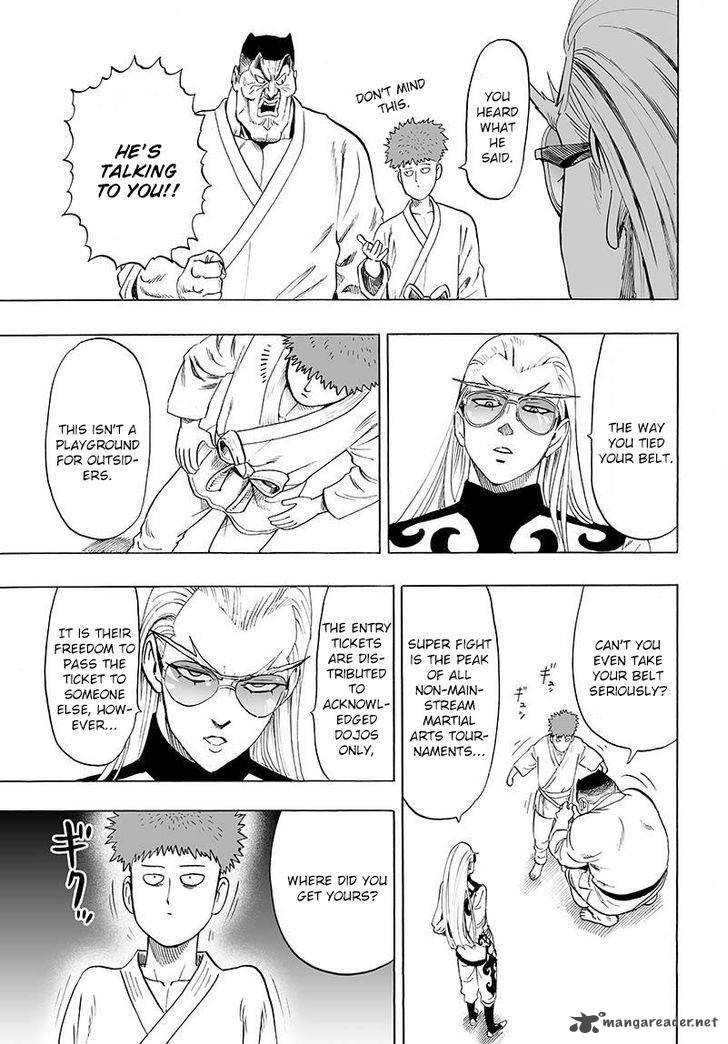 YOU
HEARD
WHAT
HE
SAID.
DON'T MIND
THIS.
HE'S
TALKING
TO YOU!!
THE WAY
YOU TIED
YOUR BELT.
THIS ISN'T A
PLAYGROUND
FOR OUTSID-
ERS.
CAN'T YOU
EVEN TAKE
YOUR BELT
SERIOUSLY?
ギュッ
ギュン
SUPER FIGHT
IS THE PEAK
OF ALL
NON-MAIN-
STREAM
MARTIAL
ARTS TOUR-
NAMENTS...
THE ENTRY
TICKETS
ARE DIS-
TRIBUTED
TO
ACKNOWL-
EDGED
DOJOS
ONLY,
IT IS THEIR
FREEDOM TO
PASS THE
TICKET TO
SOMEONE
ELSE, HOW-
EVER...
WHERE DID YOU
GET YOURS?
ギクッ
mangareader.net